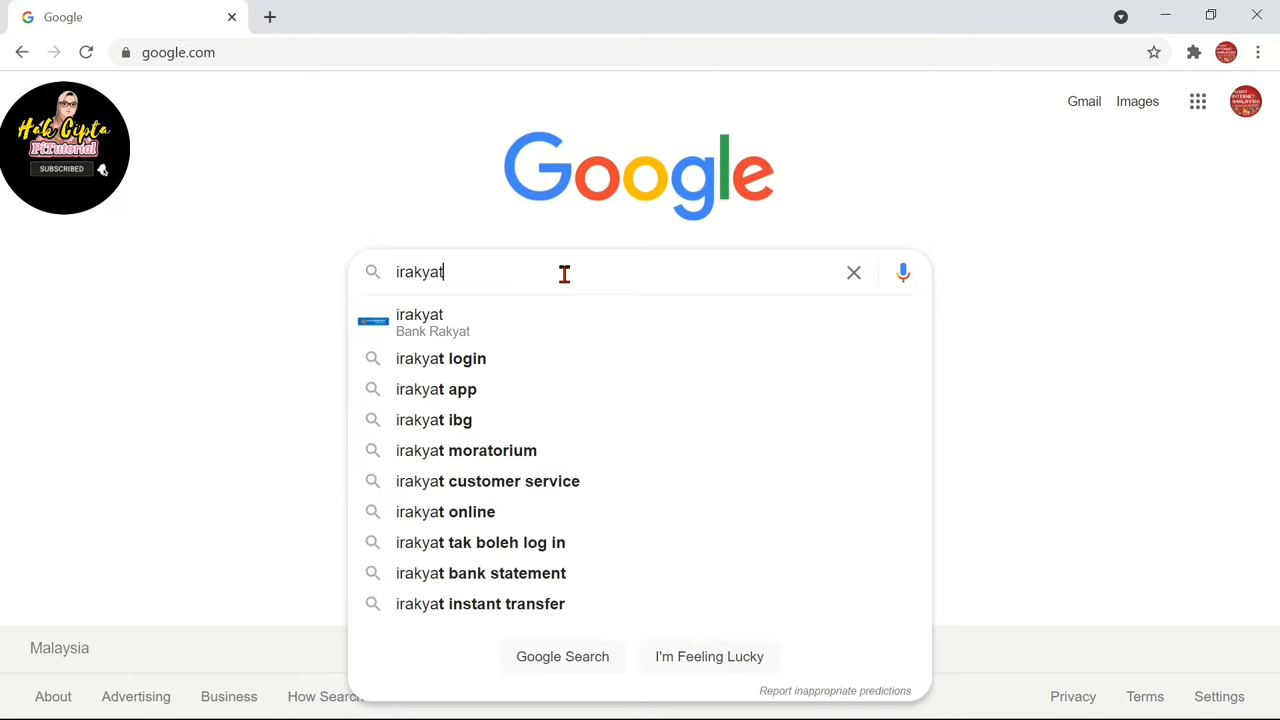 Google
google.com
Hak Cipta
PiTutorial
SUBSCRIBED
Gmail Images
Google
irakyat
irakyat
Bank Rakyat
irakyat login
irakyat app
irakyat ibg
irakyat moratorium
irakyat customer service
irakyat online
irakyat tak boleh log in
irakyat bank statement
irakyat instant transfer
Google Search I'm Feeling Lucky
Report inappropriate predictions
Malaysia
About Advertising Business How Search Privacy Terms Settings